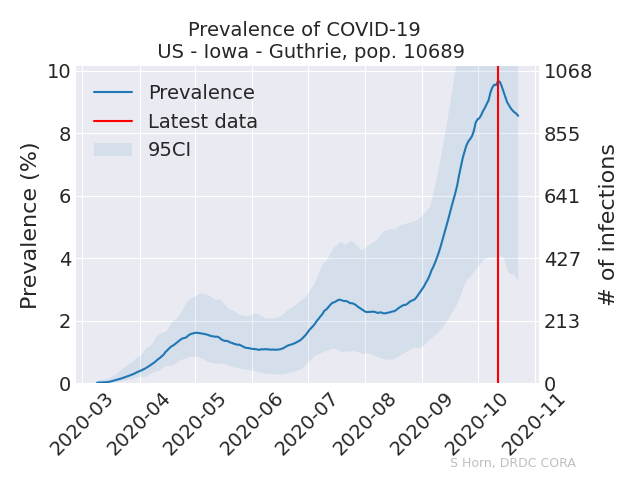 Prevalence of COVID-19
US - Iowa - Guthrie, pop. 10689
Prevalence
Latest data
95CI
Prevalence (%)
10
8
6
4
2
0
# of infections
1068
855
641
427
213
0
2020-03
2020-04
2020-05
2020-06
2020-07
2020-08
2020-09
2020-10
2020-11
S Horn, DRDC CORA